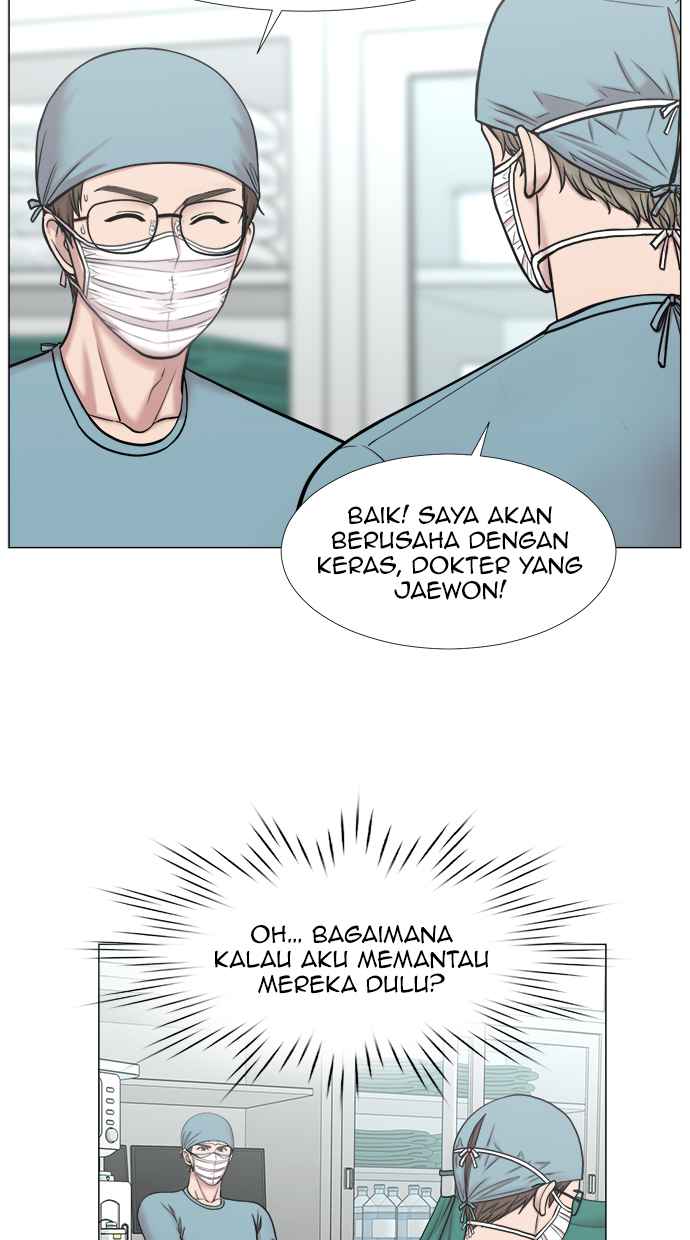 BAIK! SAYA AKAN
BERUSAHA DENGAN
KERAS, DOKTER YANG
JAEWON!
OH... BAGAIMANA
KALAU AKU MEMANTAU
MEREKA DULU?